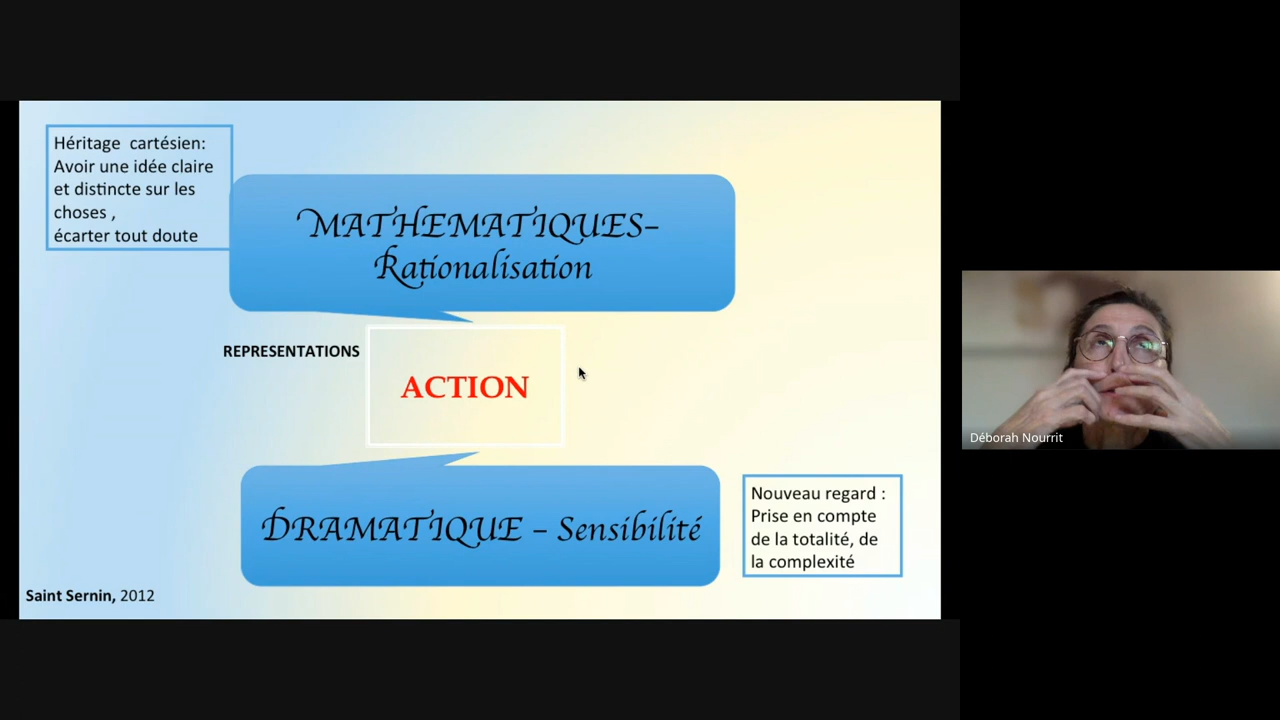 Héritage cartésien:
Avoir une idée claire
et distincte sur les
choses ,
écarter tout doute
MATHEMATIQUES–
Rationalisation
REPRESENTATIONS
ACTION
DRAMATIQUE – Sensibilité
Nouveau regard :
Prise en compte
de la totalité, de
la complexité
Saint Sernin, 2012
Déborah Nourrit